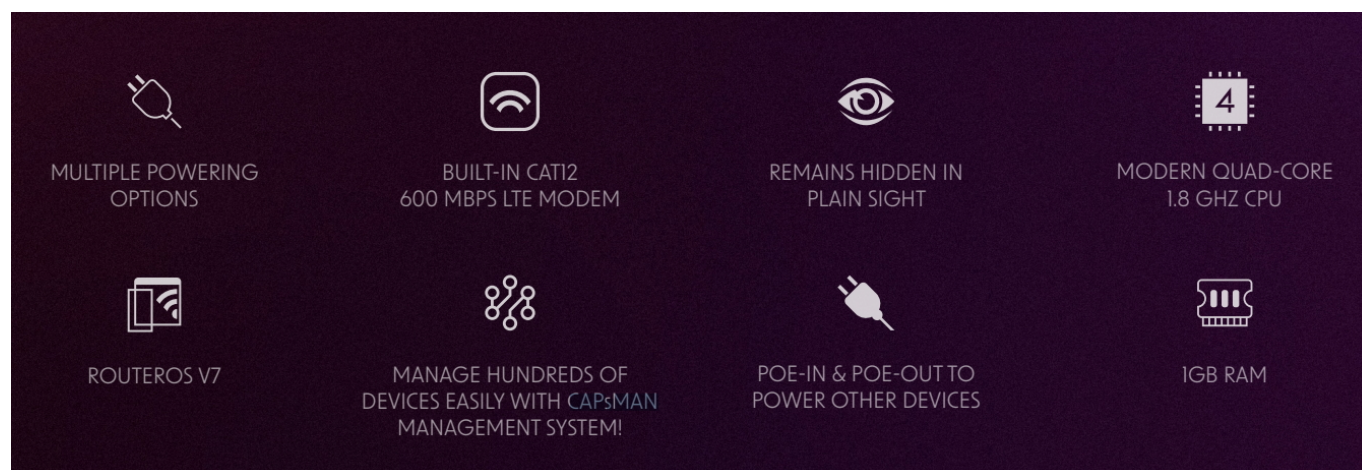 MULTIPLE POWERING
OPTIONS
BUILT-IN CAT12
600 MBPS LTE MODEM
REMAINS HIDDEN IN
PLAIN SIGHT
4
MODERN QUAD-CORE
1.8 GHZ CPU
ROUTEROS V7
MANAGE HUNDREDS OF
DEVICES EASILY WITH CAPsMAN
MANAGEMENT SYSTEM!
POE-IN & POE-OUT TO
POWER OTHER DEVICES
1GB RAM